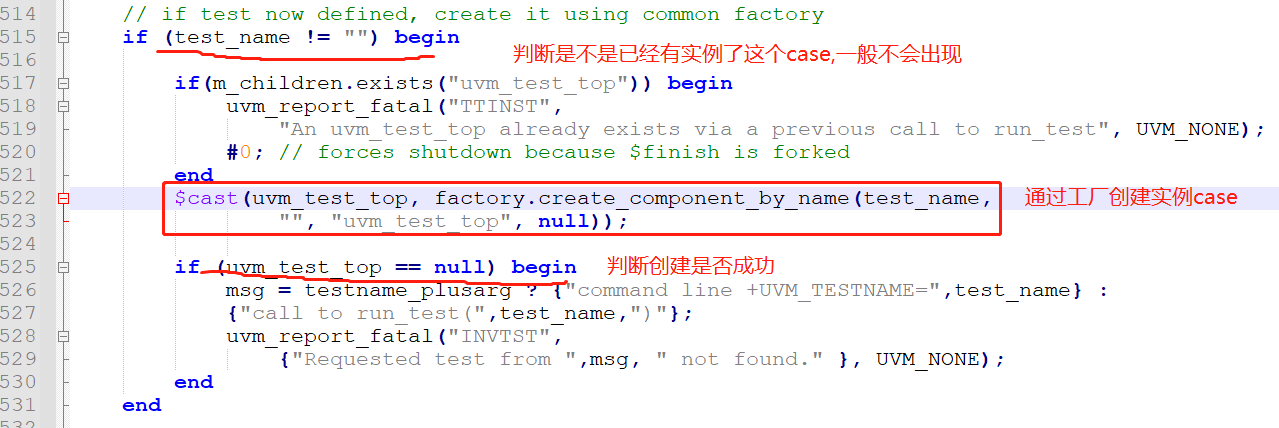 514 // if test now defined, create it using common factory
515 if (test_name != "") begin
516 判断是不是已经有实例了这个case,一般不会出现
517 if(m_children.exists("uvm_test_top")) begin
518 uvm_report_fatal("TTINST",
519 "An uvm_test_top already exists via a previous call to run_test", UVM_NONE);
520 #0; // forces shutdown because $finish is forked
521 end
522 $cast(uvm_test_top, factory.create_component_by_name(test_name, 通过工厂创建实例case
523 "", "uvm_test_top", null));
524
525 if (uvm_test_top == null) begin 判断创建是否成功
526 msg = testname_plusarg ? {"command line +UVM_TESTNAME=",test_name} :
527 {"call to run_test(",test_name,")"};
528 uvm_report_fatal("INVTST",
529 {"Requested test from ",msg, " not found." }, UVM_NONE);
530 end
531 end
532